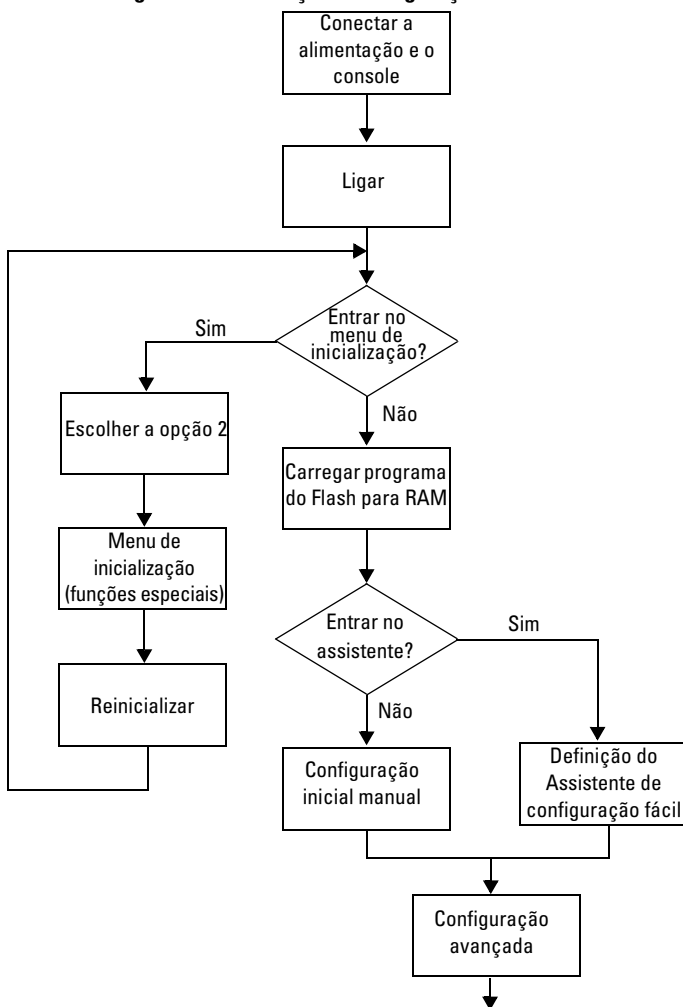 Conectar a
alimentação e o
console
Ligar
Entrar no
menu de
inicialização?
Sim
Não
Escolher a opção 2
Carregar programa
do Flash para RAM
Menu de
inicialização
(funções especiais)
Entrar no
assistente?
Sim
Reinicializar
Não
Configuração
inicial manual
Definição do
Assistente de
configuração fácil
Configuração
avançada